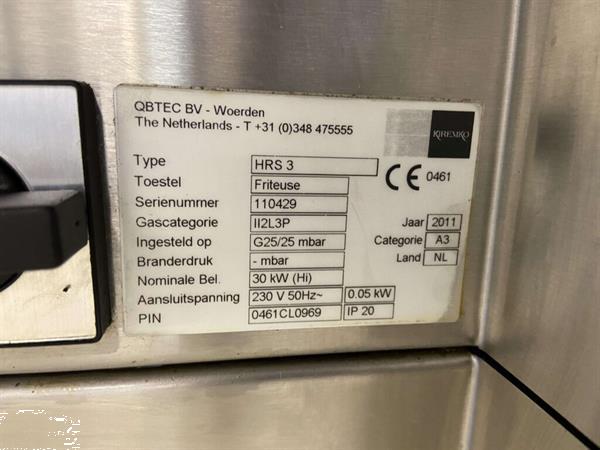 QBTEC BV - Woerden
The Netherlands - T +31 (0)348 475555
KIREMKO
Type HRS 3
CE 0461
Toestel Friteuse
Serienummer 110429
Gascategorie II2L3P Jaar 2011
Ingesteld op G25/25 mbar Categorie A3
Branderdruk - mbar Land NL
Nominale Bel. 30 kW (Hi)
Aansluitspanning 230 V 50Hz~ 0.05 kW
PIN 0461CL0969 IP 20